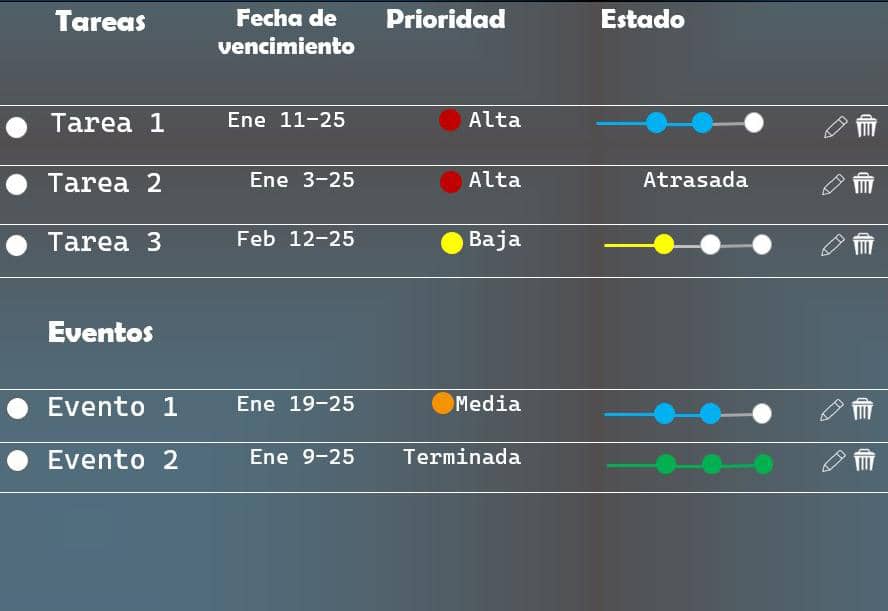 Tareas Fecha de vencimiento Prioridad Estado
Tarea 1 Ene 11-25 Alta
Tarea 2 Ene 3-25 Alta Atrasada
Tarea 3 Feb 12-25 Baja
Eventos
Evento 1 Ene 19-25 Media
Evento 2 Ene 9-25 Terminada